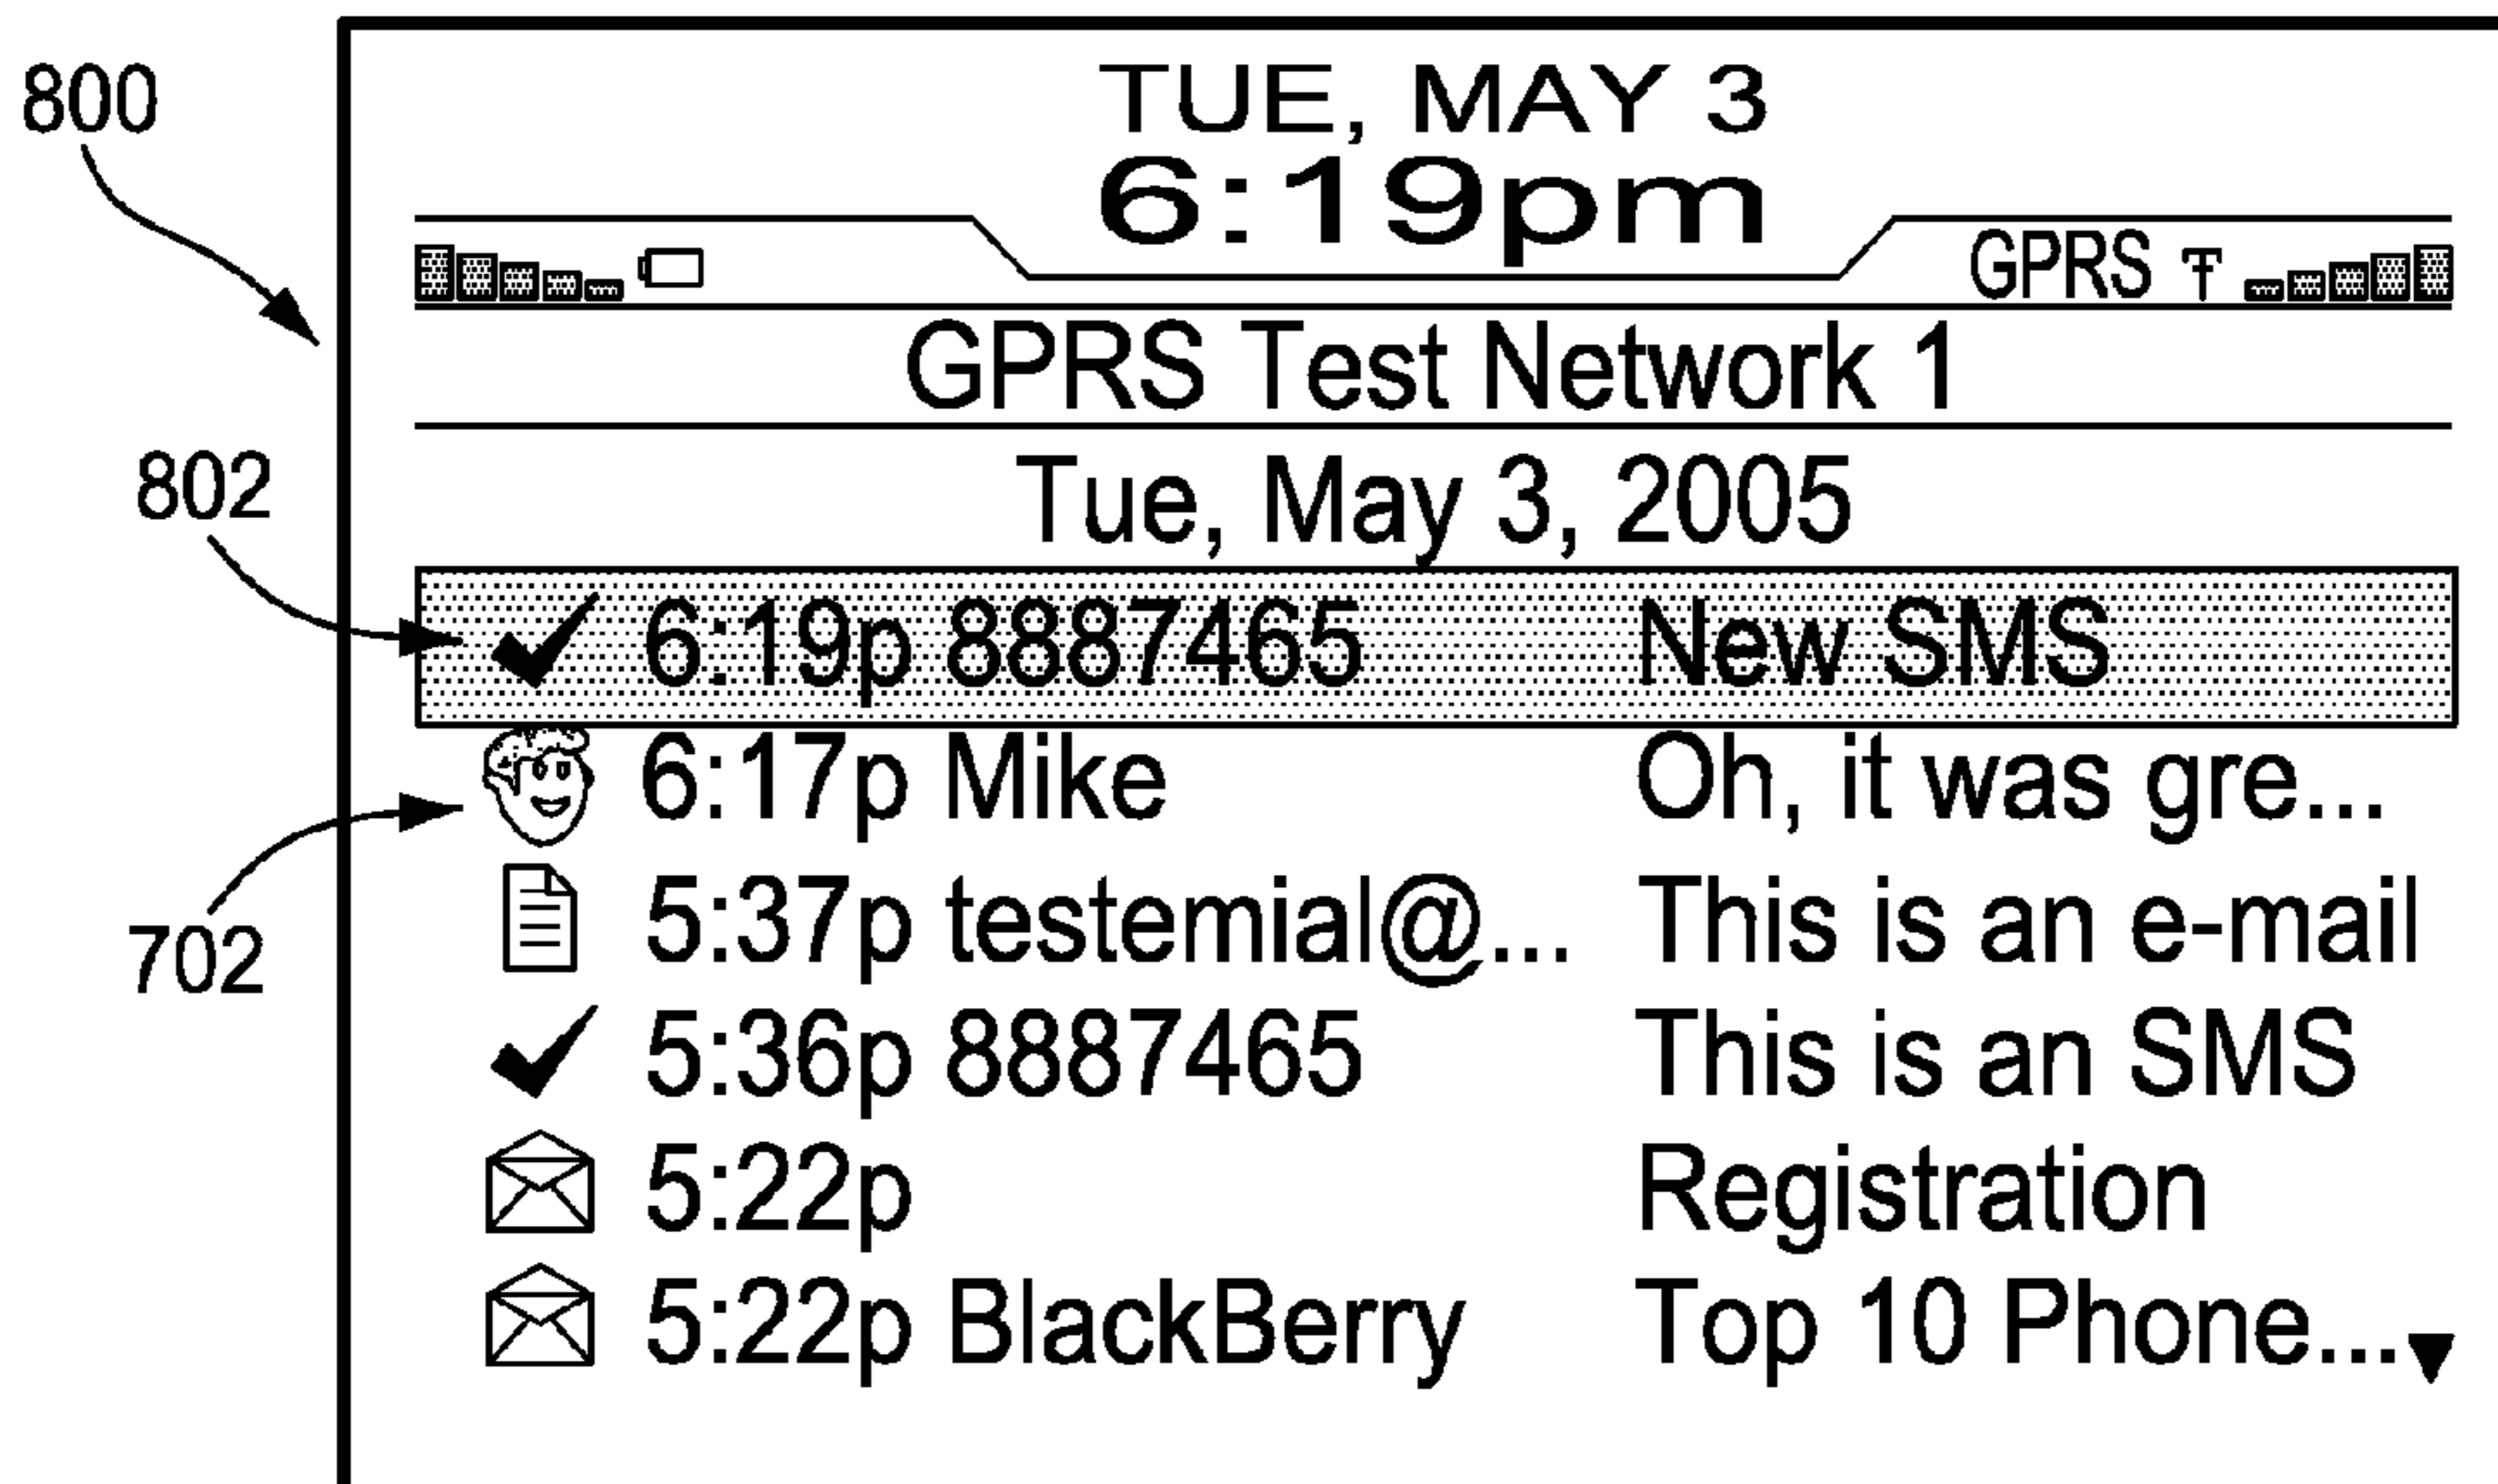 800
TUE, MAY 3
6:19pm
GPRS
GPRS Test Network 1
802
Tue, May 3, 2005
6:19p 8887465 New SMS
6:17p Mike Oh, it was gre...
702
5:37p testemial@... This is an e-mail
5:36p 8887465 This is an SMS
5:22p Registration
5:22p BlackBerry Top 10 Phone...